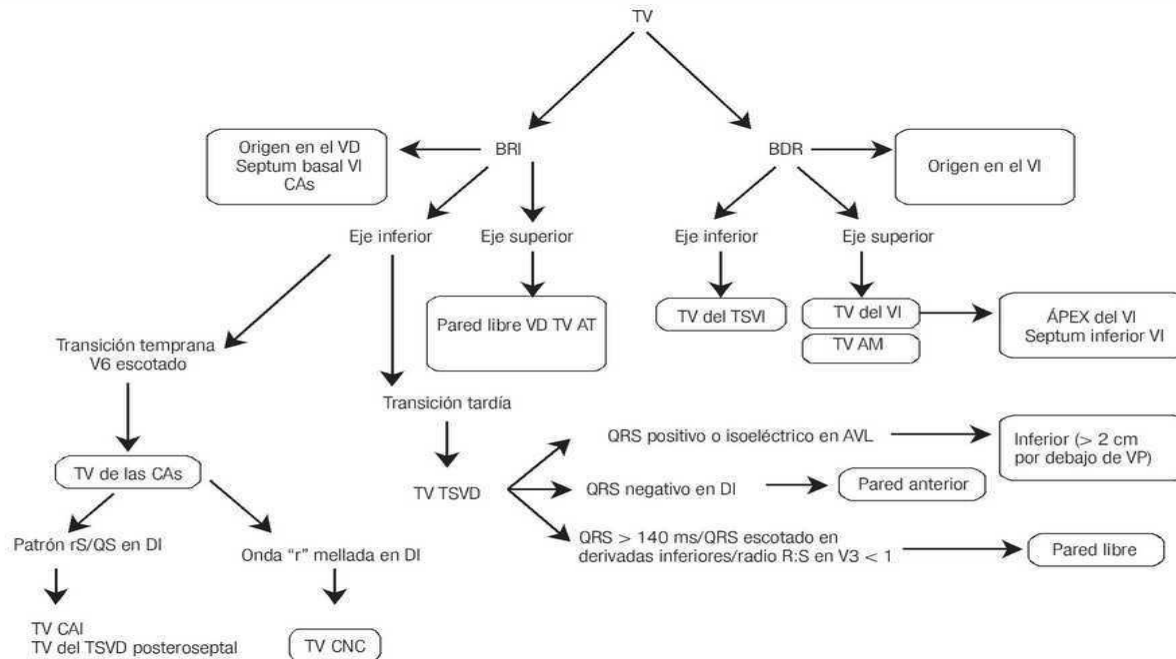 TV
BRI
BDR
Origen en el VD
Septum basal VI
CAs
Origen en el VI
Eje inferior
Eje superior
Eje inferior
Eje superior
Pared libre VD TV AT
TV del TSVI
TV del VI
TV AM
ÁPEX del VI
Septum inferior VI
Transición temprana
V6 escotado
Transición tardía
TV de las CAs
TV TSVD
QRS positivo o isoeléctrico en AVL
Inferior (> 2 cm
por debajo de VP)
QRS negativo en DI
Pared anterior
QRS > 140 ms/QRS escotado en
derivadas inferiores/radio R:S en V3 < 1
Pared libre
Patrón rS/QS en DI
Onda “r” mellada en DI
TV CAI
TV del TSVD posteroseptal
TV CNC